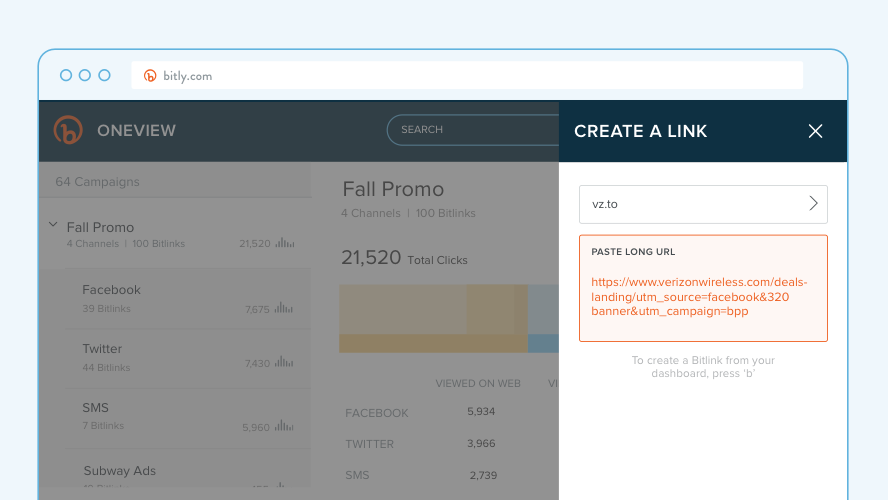 bitly.com
ONEVIEW
SEARCH
CREATE A LINK
64 Campaigns
Fall Promo
4 Channels | 100 Bitlinks
21,520
Facebook
39 Bitlinks
7,675
Twitter
44 Bitlinks
7,430
SMS
7 Bitlinks
5,960
Subway Ads
Fall Promo
4 Channels | 100 Bitlinks
21,520 Total Clicks
VIEWED ON WEB
FACEBOOK 5,934
TWITTER 3,966
SMS 2,739
vz.to
PASTE LONG URL
https://www.verizonwireless.com/deals-
landing/utm_source=facebook&320
banner&utm_campaign=bpp
To create a Bitlink from your
dashboard, press 'b'